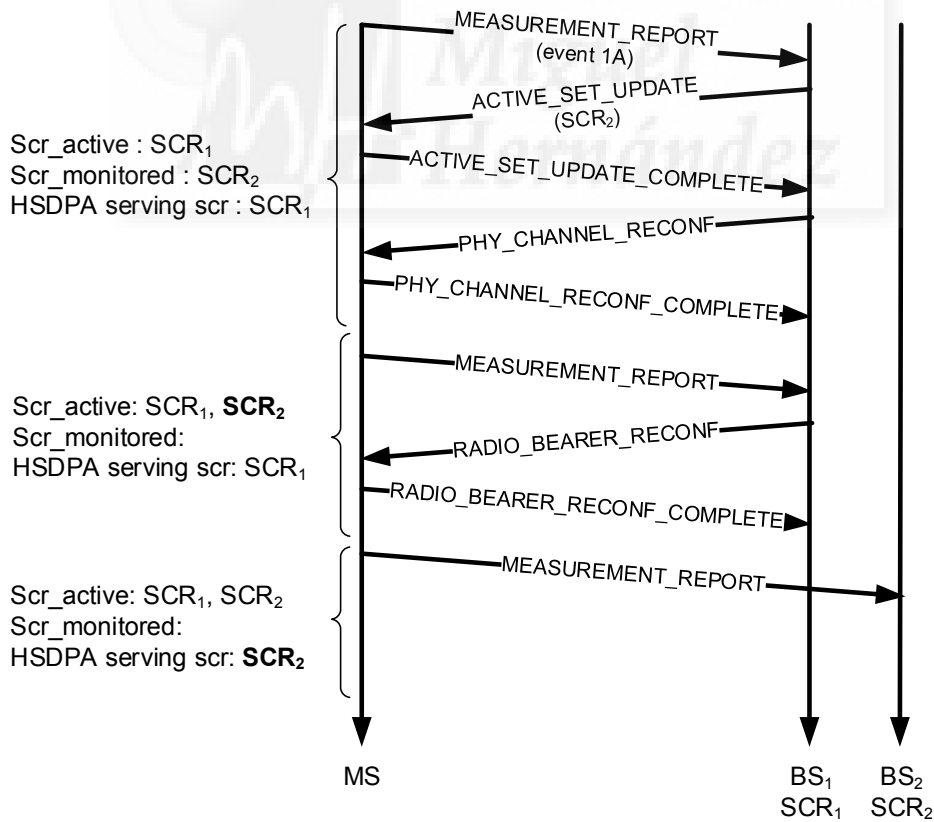 MEASUREMENT_REPORT
(event 1A)
ACTIVE_SET_UPDATE
(SCR₂)
Scr_active : SCR₁
Scr_monitored : SCR₂
HSDPA serving scr : SCR₁
ACTIVE_SET_UPDATE_COMPLETE
PHY_CHANNEL_RECONF
PHY_CHANNEL_RECONF_COMPLETE
MEASUREMENT_REPORT
Scr_active: SCR₁, SCR₂
Scr_monitored:
HSDPA serving scr: SCR₁
RADIO_BEARER_RECONF
RADIO_BEARER_RECONF_COMPLETE
MEASUREMENT_REPORT
Scr_active: SCR₁, SCR₂
Scr_monitored:
HSDPA serving scr: SCR₂
MS
BS₁
SCR₁
BS₂
SCR₂
Miguel
Hernández